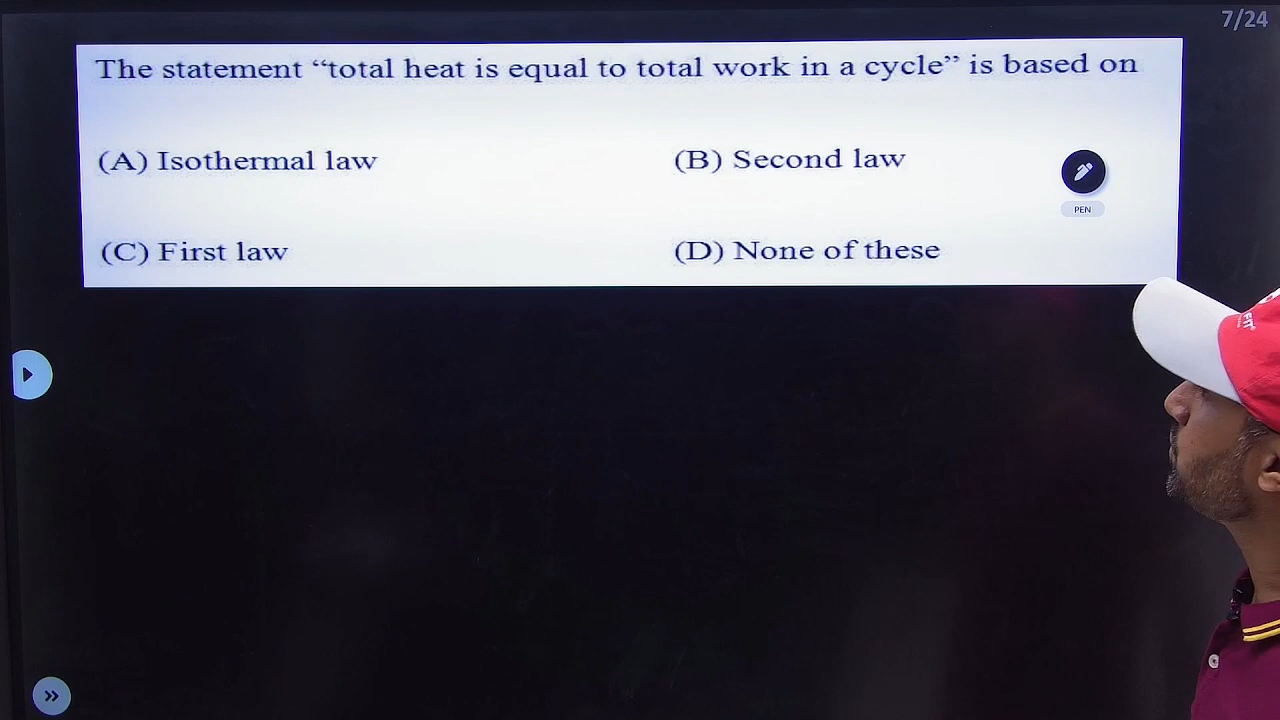 7/24
The statement “total heat is equal to total work in a cycle” is based on
(A) Isothermal law
(B) Second law
PEN
(C) First law
(D) None of these